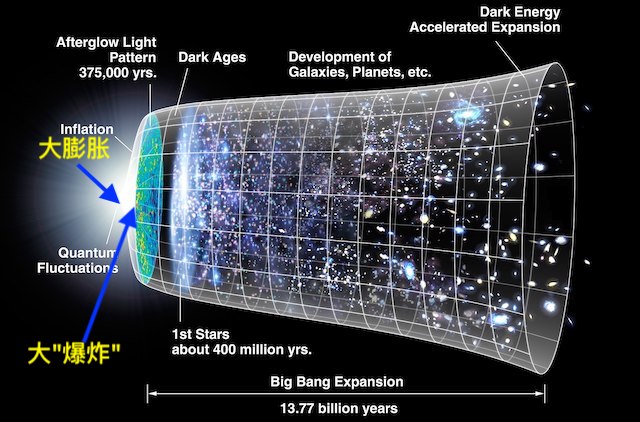 Dark Energy
Accelerated Expansion
Afterglow Light
Pattern
375,000 yrs.
Dark Ages
Development of
Galaxies, Planets, etc.
Inflation
大膨胀
Quantum
Fluctuations
大"爆炸"
1st Stars
about 400 million yrs.
Big Bang Expansion
13.77 billion years